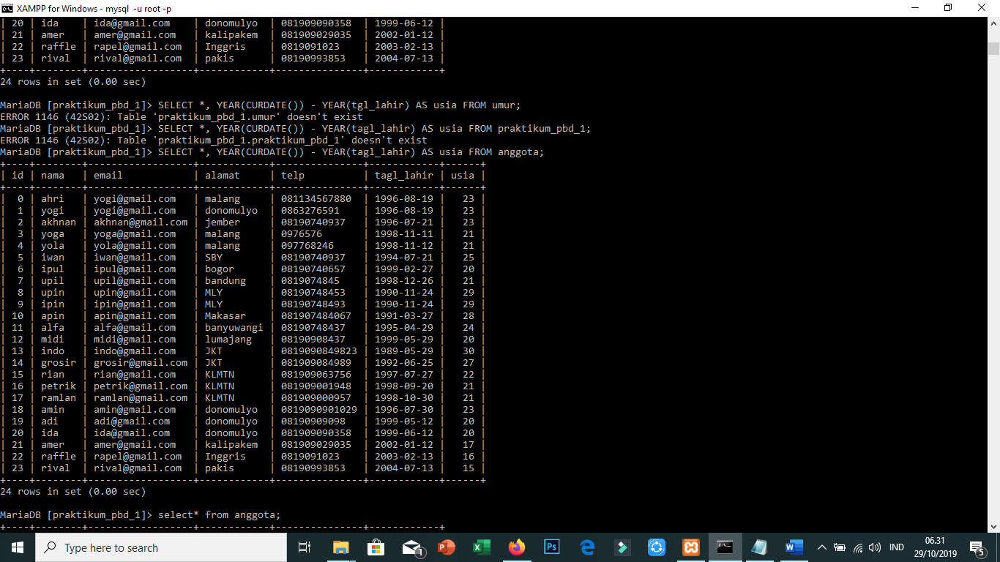 XAMPP for Windows - mysql -u root -p
| 20 | ida    | ida@gmail.com    | donomulyo  | 081909090358  | 1999-06-12 |
| 21 | amer   | amer@gmail.com   | kalipakem  | 081909029035  | 2002-01-12 |
| 22 | raffle | rapel@gmail.com  | Inggris    | 0819091023    | 2003-02-13 |
| 23 | rival  | rival@gmail.com  | pakis      | 08190993853   | 2004-07-13 |
+----+--------+------------------+------------+---------------+------------+
24 rows in set (0.00 sec)
MariaDB [praktikum_pbd_1]> SELECT *, YEAR(CURDATE()) - YEAR(tgl_lahir) AS usia FROM umur;
ERROR 1146 (42S02): Table 'praktikum_pbd_1.umur' doesn't exist
MariaDB [praktikum_pbd_1]> SELECT *, YEAR(CURDATE()) - YEAR(tagl_lahir) AS usia FROM praktikum_pbd_1;
ERROR 1146 (42S02): Table 'praktikum_pbd_1.praktikum_pbd_1' doesn't exist
MariaDB [praktikum_pbd_1]> SELECT *, YEAR(CURDATE()) - YEAR(tagl_lahir) AS usia FROM anggota;
+----+--------+------------------+------------+---------------+------------+------+
| id | nama   | email            | alamat     | telp          | tagl_lahir | usia |
+----+--------+------------------+------------+---------------+------------+------+
|  0 | ahri   | yogi@gmail.com   | malang     | 081134567880  | 1996-08-19 |   23 |
|  1 | yogi   | yogi@gmail.com   | donomulyo  | 0863276591    | 1996-08-19 |   23 |
|  2 | akhnan | akhnan@gmail.com | jember     | 08190740937   | 1996-07-21 |   23 |
|  3 | yoga   | yoga@gmail.com   | malang     | 0976576       | 1998-11-11 |   21 |
|  4 | yola   | yola@gmail.com   | malang     | 097768246     | 1998-11-12 |   21 |
|  5 | iwan   | iwan@gmail.com   | SBY        | 08190740937   | 1994-07-21 |   25 |
|  6 | ipul   | ipul@gmail.com   | bogor      | 081907406​57   | 1999-02-27 |   20 |
|  7 | upil   | upil@gmail.com   | bandung    | 0819074845    | 1998-12-26 |   21 |
|  8 | upin   | upin@gmail.com   | MLY        | 08190748453   | 1990-11-24 |   29 |
|  9 | ipin   | ipin@gmail.com   | MLY        | 08190748493   | 1990-11-24 |   29 |
| 10 | apin   | apin@gmail.com   | Makasar    | 081907484067  | 1991-03-27 |   28 |
| 11 | alfa   | alfa@gmail.com   | banyuwangi | 08190748437   | 1995-04-29 |   24 |
| 12 | midi   | midi@gmail.com   | lumajang   | 08190908437   | 1999-05-29 |   20 |
| 13 | indo   | indo@gmail.com   | JKT        | 0819090849823 | 1989-05-29 |   30 |
| 14 | grosir | grosir@gmail.com | JKT        | 081909084989  | 1992-06-25 |   27 |
| 15 | rian   | rian@gmail.com   | KLMTN      | 081909063756  | 1997-07-27 |   22 |
| 16 | petrik | petrik@gmail.com | KLMTN      | 081909001948  | 1998-09-20 |   21 |
| 17 | ramlan | ramlan@gmail.com | KLMTN      | 081909000957  | 1998-10-30 |   21 |
| 18 | amin   | amin@gmail.com   | donomulyo  | 0819090901029 | 1996-07-30 |   23 |
| 19 | adi    | adi@gmail.com    | donomulyo  | 08190909098   | 1999-05-12 |   20 |
| 20 | ida    | ida@gmail.com    | donomulyo  | 081909090358  | 1999-06-12 |   20 |
| 21 | amer   | amer@gmail.com   | kalipakem  | 081909029035  | 2002-01-12 |   17 |
| 22 | raffle | rapel@gmail.com  | Inggris    | 0819091023    | 2003-02-13 |   16 |
| 23 | rival  | rival@gmail.com  | pakis      | 08190993853   | 2004-07-13 |   15 |
+----+--------+------------------+------------+---------------+------------+------+
24 rows in set (0.00 sec)
MariaDB [praktikum_pbd_1]> select* from anggota;
+----+--------+------------------+------------+---------------+------------+
Type here to search
1
IND
06.31
29/10/2019
5